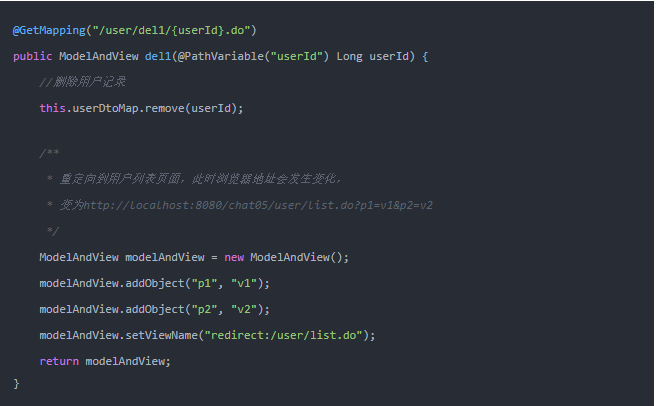 @GetMapping("/user/del1/{userId}.do")
public ModelAndView del1(@PathVariable("userId") Long userId) {
//删除用户记录
this.userDtoMap.remove(userId);
/**
* 重定向到用户列表页面，此时浏览器地址会发生变化，
* 变为http://localhost:8080/chat05/user/list.do?p1=v1&p2=v2
*/
ModelAndView modelAndView = new ModelAndView();
modelAndView.addObject("p1", "v1");
modelAndView.addObject("p2", "v2");
modelAndView.setViewName("redirect:/user/list.do");
return modelAndView;
}